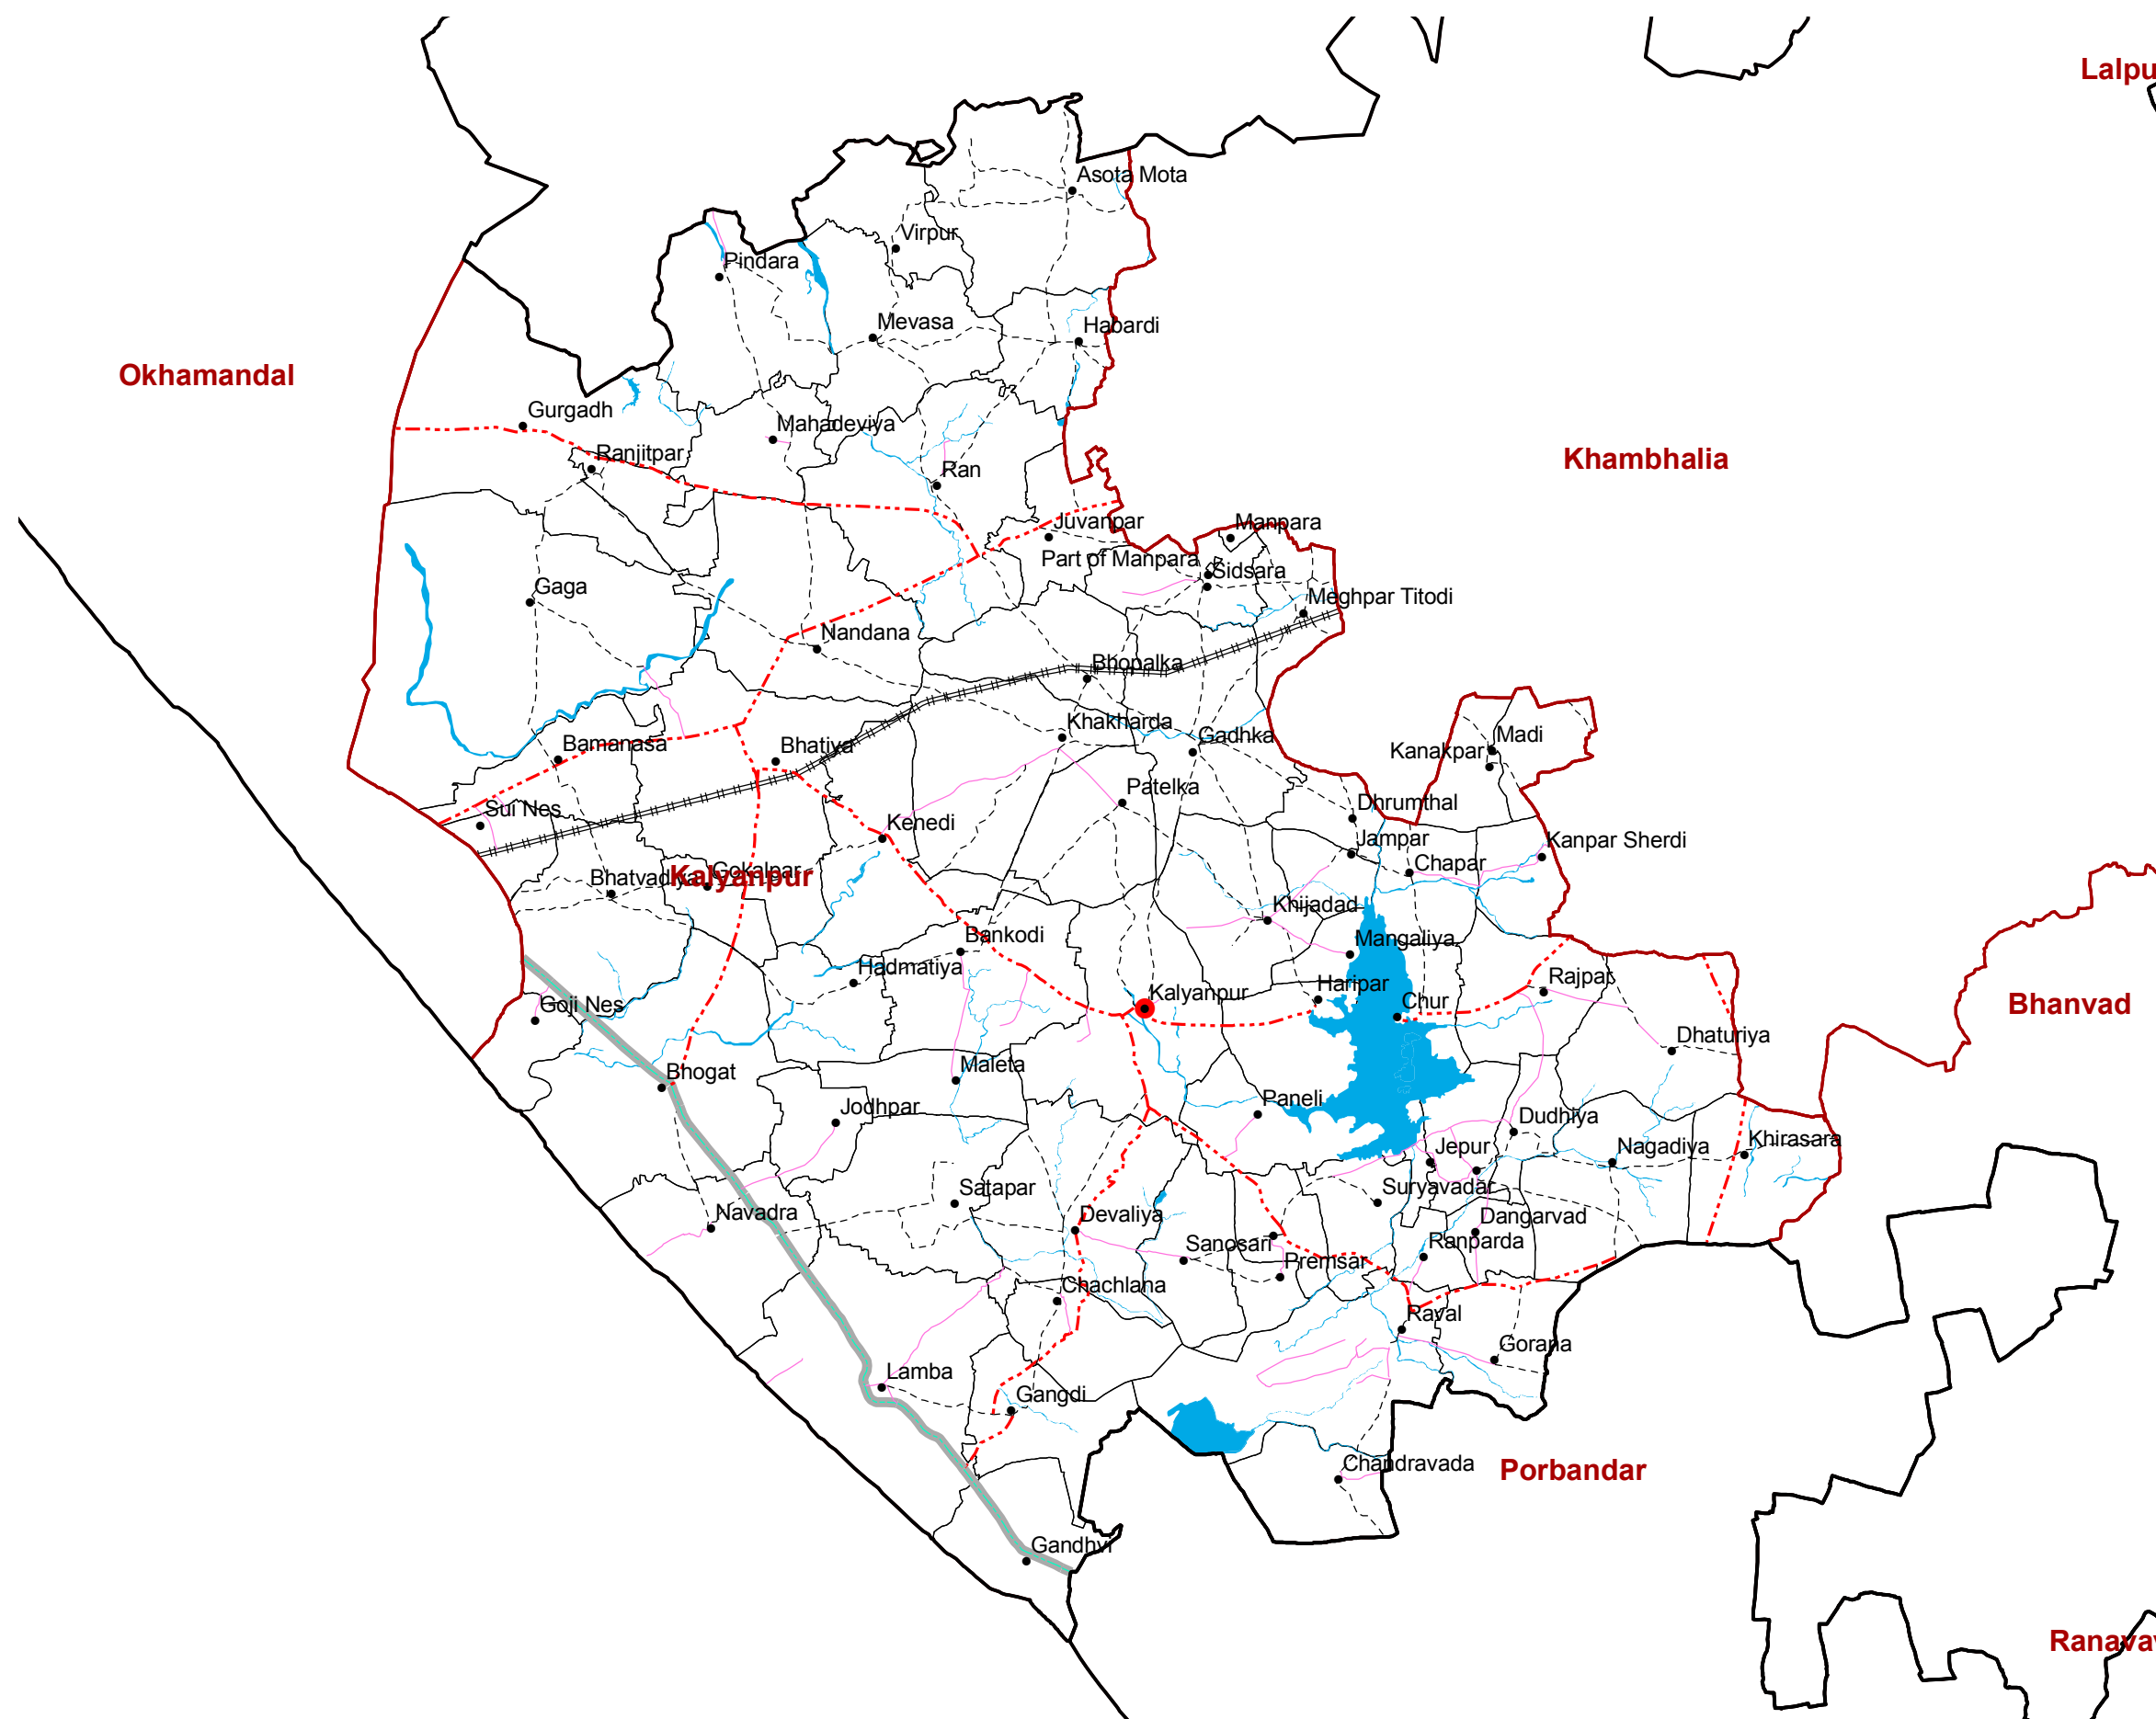 Lalpu
Asota Mota
Virpur
Pindara
Mevasa
Habardi
Okhamandal
Gurgadh
Mahadeviya
Ranjitpar
Ran
Khambhalia
Juvanpar
Manpara
Part of Manpara
Sidsara
Gaga
Meghpar Titodi
Nandana
Bhopalka
Khakharda
Gadhka
Madi
Kanakpar
Bamanasa
Bhatiya
Patelka
Dhrumthal
Sui Nes
Kenedi
Jampar
Kanpar Sherdi
Chapar
Bhatvadiya
Gokalpar
Kalyanpur
Khijadad
Bankodi
Mangaliya
Hadmatiya
Haripar
Rajpar
Kalyanpur
Chur
Bhanvad
Goji Nes
Dhaturiya
Maleta
Bhogat
Jodhpar
Paneli
Dudhiya
Jepur
Nagadiya
Khirasara
Satapar
Suryavadar
Navadra
Devaliya
Dangarvad
Sanosari
Ranparda
Premsar
Chachlana
Raval
Gorana
Lamba
Gangdi
Chandravada
Porbandar
Gandhvi
Ranavav